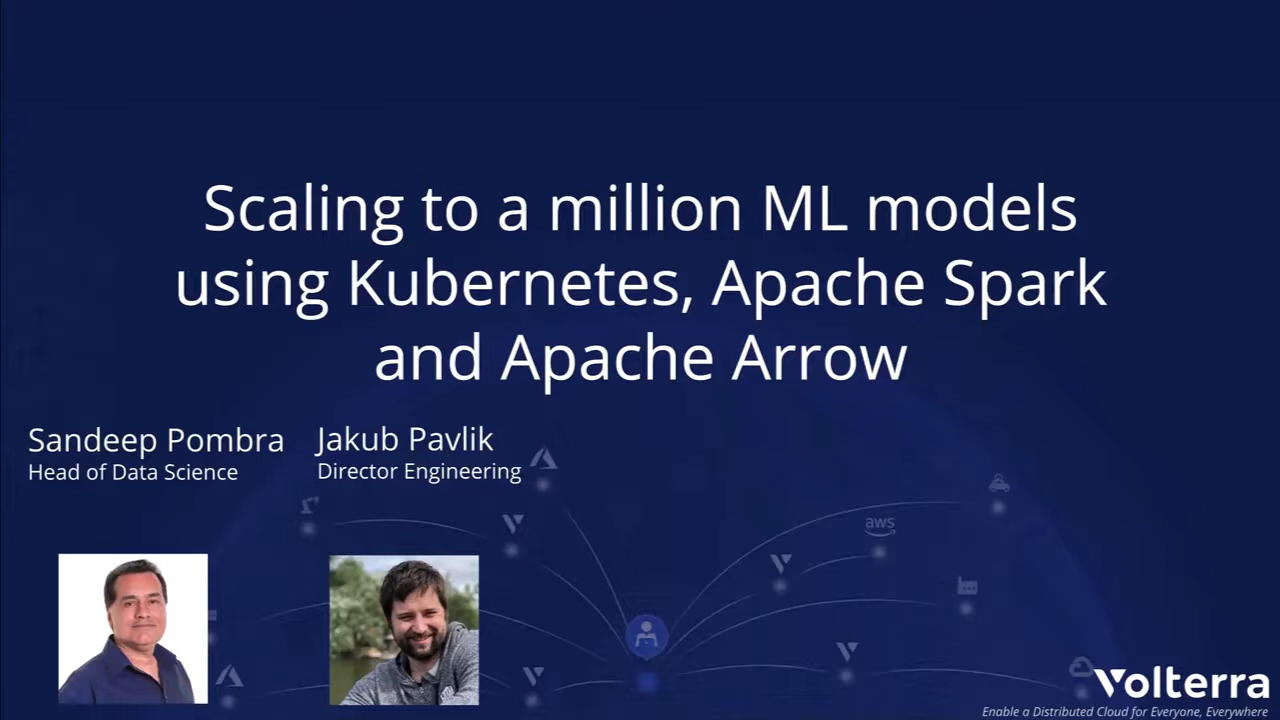 Scaling to a million ML models
using Kubernetes, Apache Spark
and Apache Arrow
Sandeep Pombra
Head of Data Science
Jakub Pavlik
Director Engineering
aws
Volterra
Enable a Distributed Cloud for Everyone, Everywhere